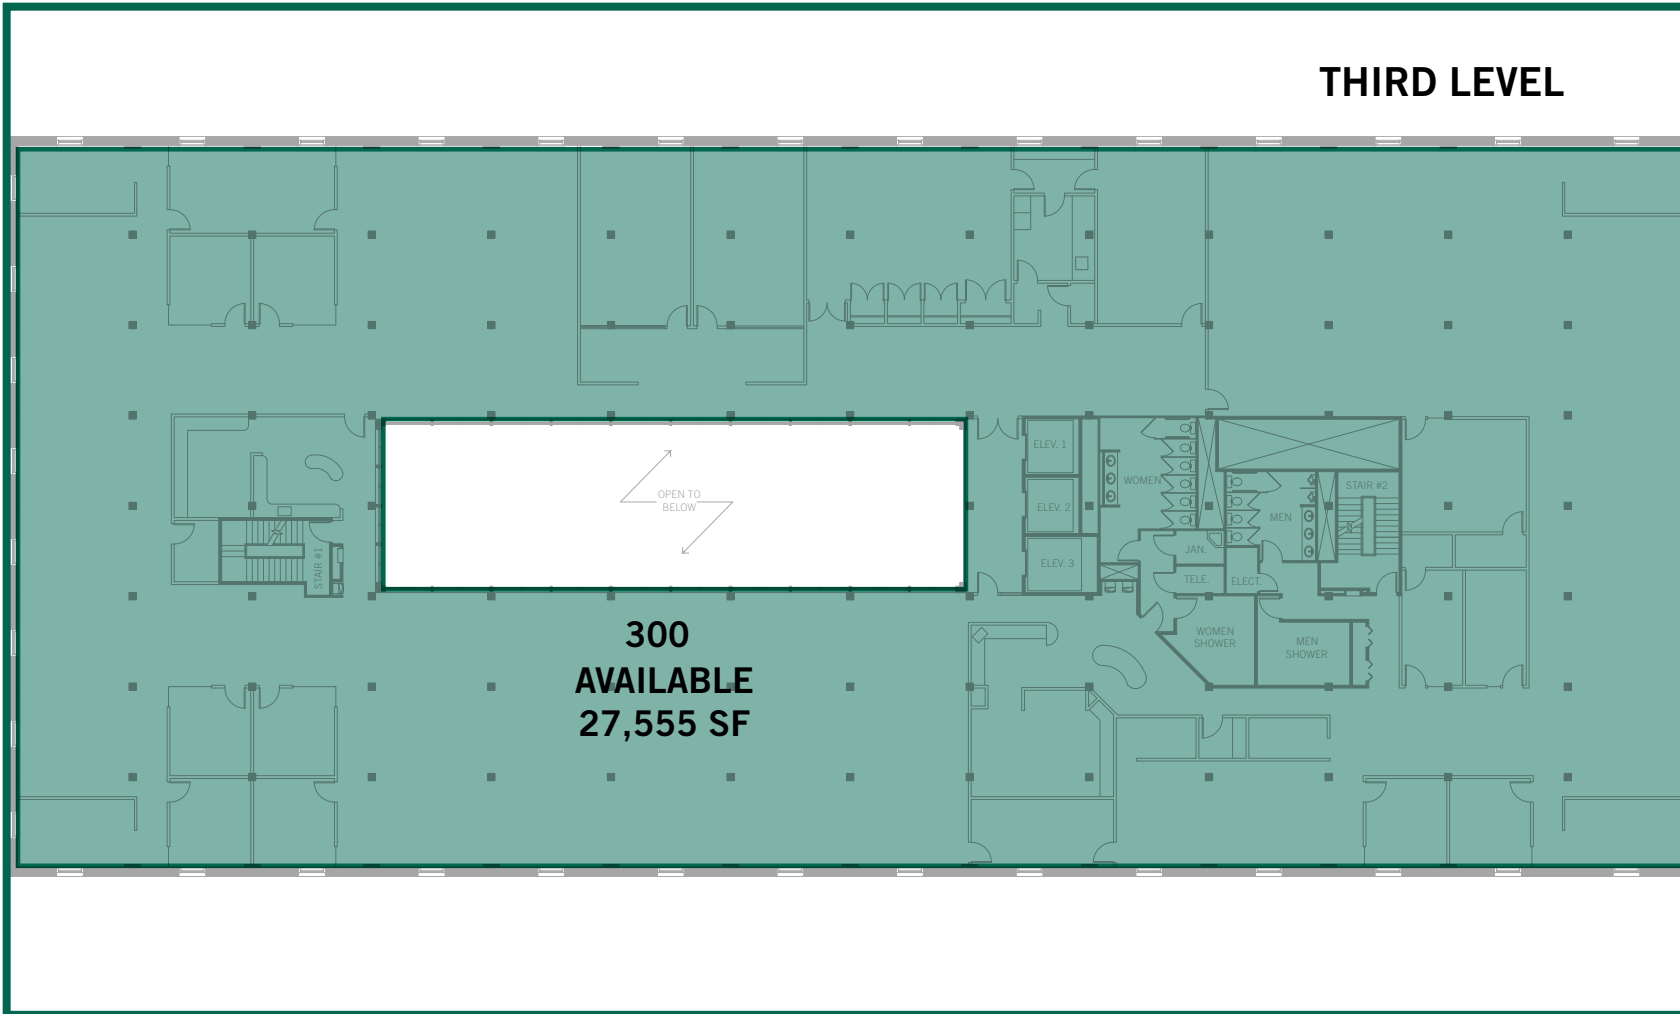 THIRD LEVEL
ELEV. 1
WOMEN
STAIR #2
OPEN TO
BELOW
ELEV. 2
MEN
JAN.
ELEV. 3
STAIR #1
TELE.
ELECT.
300
AVAILABLE
27,555 SF
WOMEN
SHOWER
MEN
SHOWER